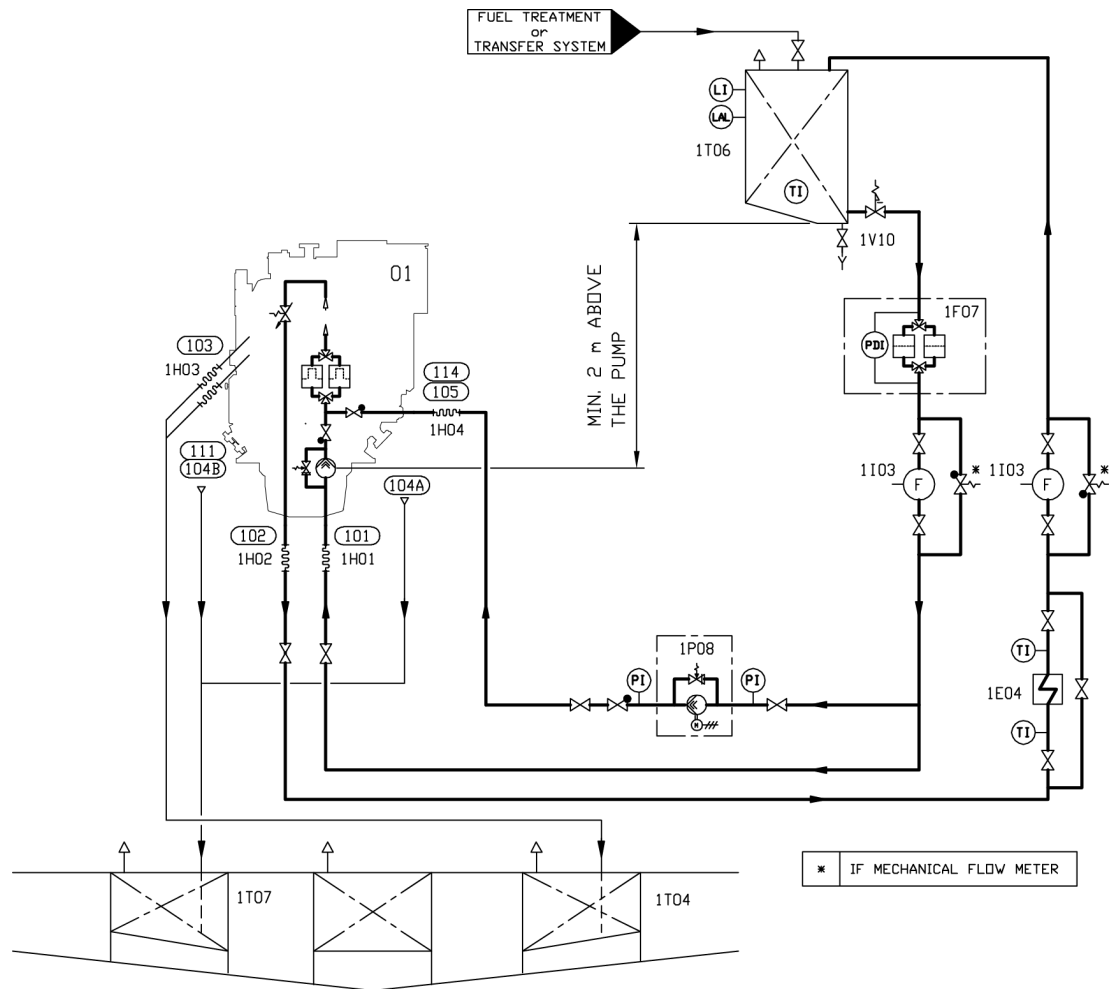 FUEL TREATMENT
or
TRANSFER SYSTEM
LI
LAL
1T06
TI
1V10
01
MIN. 2 m ABOVE
THE PUMP
1F07
PDI
103
1H03
114
105
1H04
111
104B
104A
1I03
F
*
1I03
F
*
102
1H02
101
1H01
1P08
PI
PI
M
TI
1E04
TI
1T07
1T04
* IF MECHANICAL FLOW METER